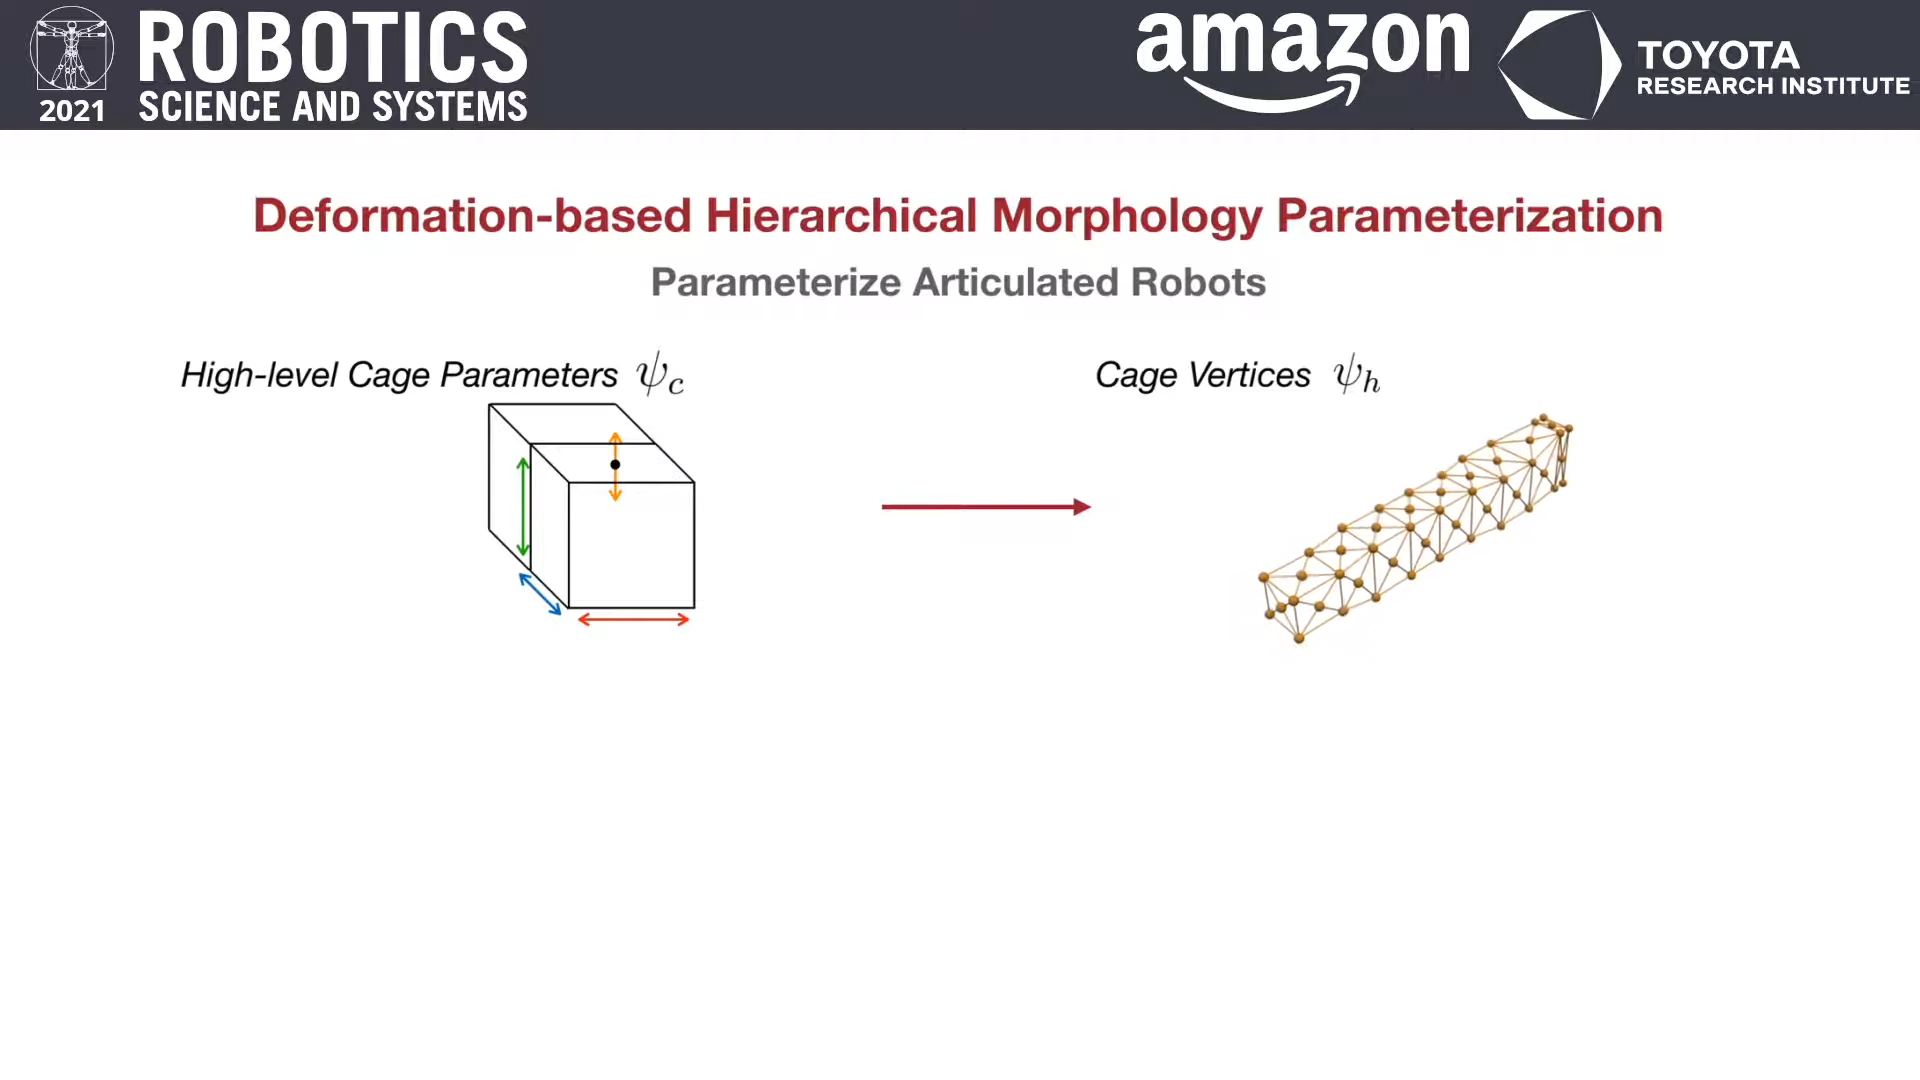 ROBOTICS
SCIENCE AND SYSTEMS
2021
amazon
TOYOTA
RESEARCH INSTITUTE
Deformation-based Hierarchical Morphology Parameterization
Parameterize Articulated Robots
High-level Cage Parameters ψc
Cage Vertices ψh